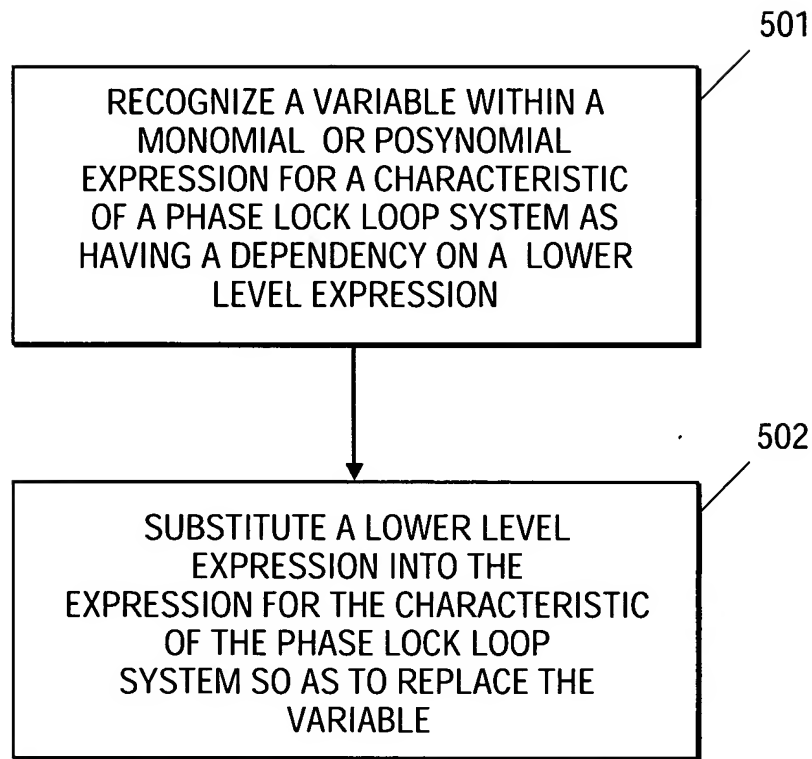 501
RECOGNIZE A VARIABLE WITHIN A
MONOMIAL OR POSYNOMIAL
EXPRESSION FOR A CHARACTERISTIC
OF A PHASE LOCK LOOP SYSTEM AS
HAVING A DEPENDENCY ON A LOWER
LEVEL EXPRESSION
502
SUBSTITUTE A LOWER LEVEL
EXPRESSION INTO THE
EXPRESSION FOR THE CHARACTERISTIC
OF THE PHASE LOCK LOOP
SYSTEM SO AS TO REPLACE THE
VARIABLE